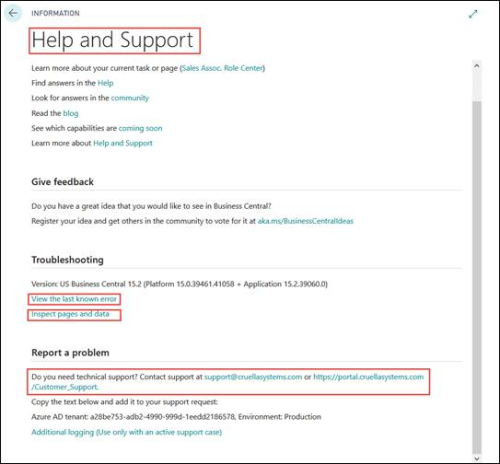 INFORMATION
Help and Support
Learn more about your current task or page (Sales Assoc. Role Center)
Find answers in the Help
Look for answers in the community
Read the blog
See which capabilities are coming soon
Learn more about Help and Support
Give feedback
Do you have a great idea that you would like to see in Business Central?
Register your idea and get others in the community to vote for it at aka.ms/BusinessCentralIdeas
Troubleshooting
Version: US Business Central 15.2 (Platform 15.0.39461.41058 + Application 15.2.39060.0)
View the last known error
Inspect pages and data
Report a problem
Do you need technical support? Contact support at support@cruellasystems.com or https://portal.cruellasystems.com
/Customer_Support.
Copy the text below and add it to your support request:
Azure AD tenant: a28be753-adb2-4990-999d-1eedd2186578, Environment: Production
Additional logging (Use only with an active support case)